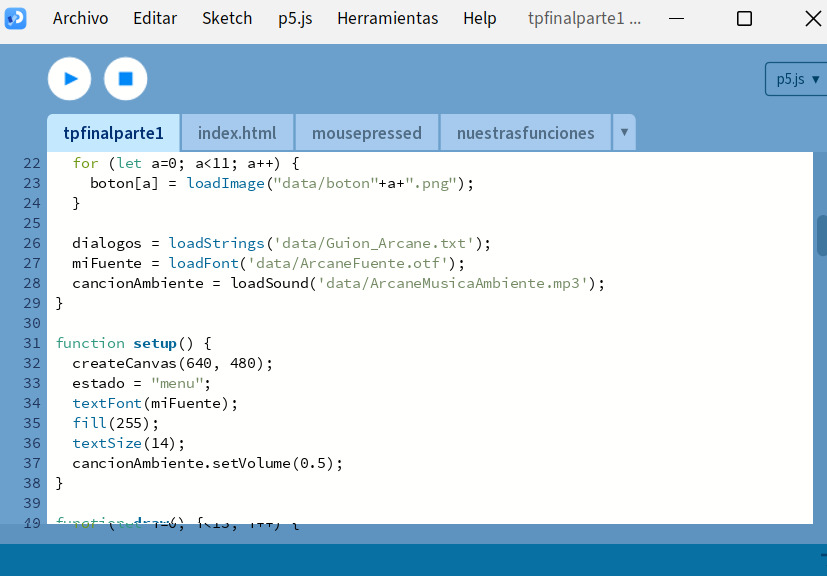 Archivo Editar Sketch p5.js Herramientas Help tpfinalparte1 ...
p5.js ▼
tpfinalparte1 index.html mousepressed nuestrasfunciones ▼
22 for (let a=0; a<11; a++) {
23 boton[a] = loadImage("data/boton"+a+".png");
24 }
25
26 dialogos = loadStrings('data/Guion_Arcane.txt');
27 miFuente = loadFont('data/ArcaneFuente.otf');
28 cancionAmbiente = loadSound('data/ArcaneMusicaAmbiente.mp3');
29 }
30
31 function setup() {
32 createCanvas(640, 480);
33 estado = "menu";
34 textFont(miFuente);
35 fill(255);
36 textSize(14);
37 cancionAmbiente.setVolume(0.5);
38 }
39